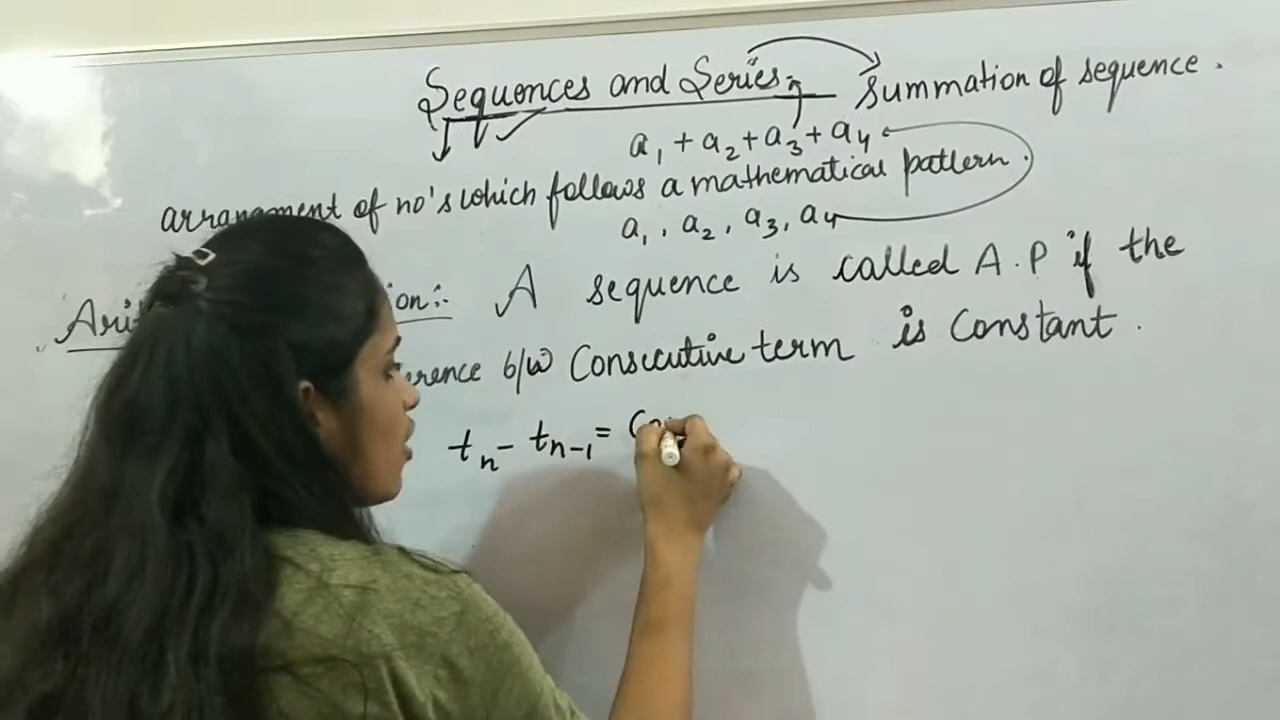 Sequences and Series → Summation of sequence.
a₁ + a₂ + a₃ + a₄
arrangment of no's which follows a mathematical pattern.
a₁, a₂, a₃, a₄
A sequence is called A.P if the
b/w Consecutive term is Constant.
tₙ - tₙ₋₁ =